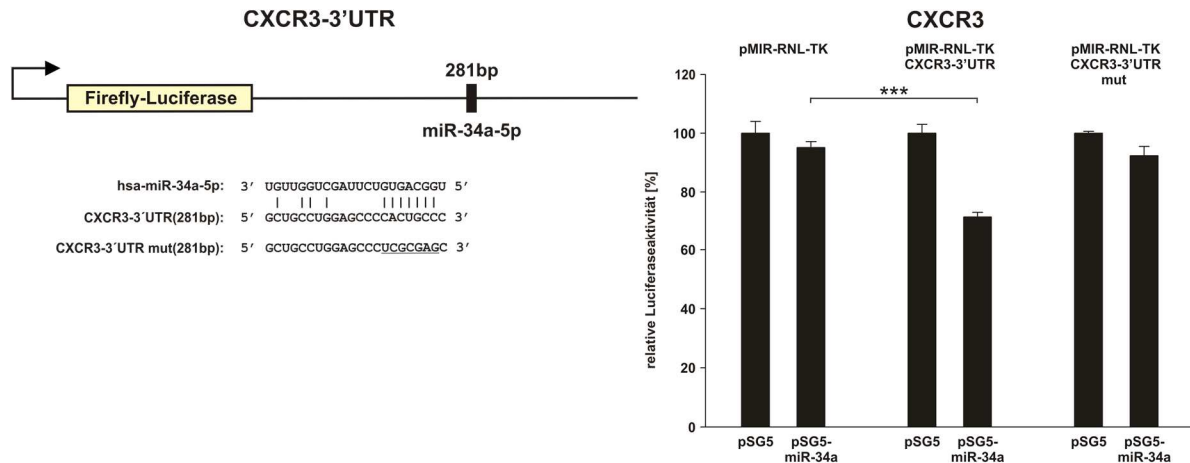 CXCR3-3'UTR
281bp
Firefly-Luciferase
miR-34a-5p
hsa-miR-34a-5p: 3' UGUUGGUCGAUUCUGUGACGGU 5'
CXCR3-3´UTR(281bp): 5' GCUGCCUGGAGCCCCACUGCCC 3'
CXCR3-3´UTR mut(281bp): 5' GCUGCCUGGAGCCCUCGCGAGC 3'
CXCR3
pMIR-RNL-TK
pMIR-RNL-TK
CXCR3-3'UTR
pMIR-RNL-TK
CXCR3-3'UTR
mut
relative Luciferaseaktivität [%]
120
100
80
60
40
20
0
***
pSG5
pSG5-
miR-34a
pSG5
pSG5-
miR-34a
pSG5
pSG5-
miR-34a